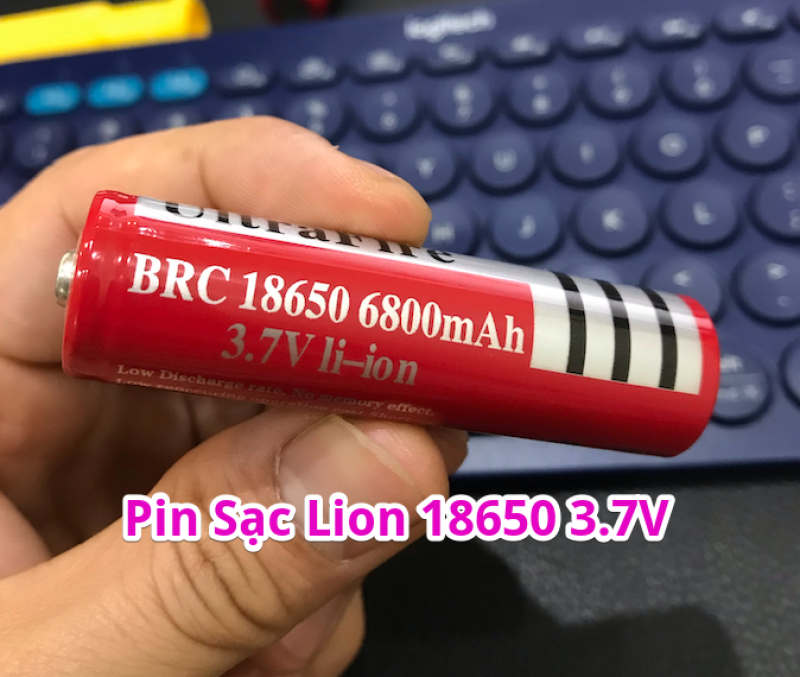 logitech
UltraFire
BRC 18650 6800mAh
3.7V li-ion
Low Discharge rate. No memory effect.
Pin Sạc Lion 18650 3.7V
Y
U
I
O
P
H
J
K
L